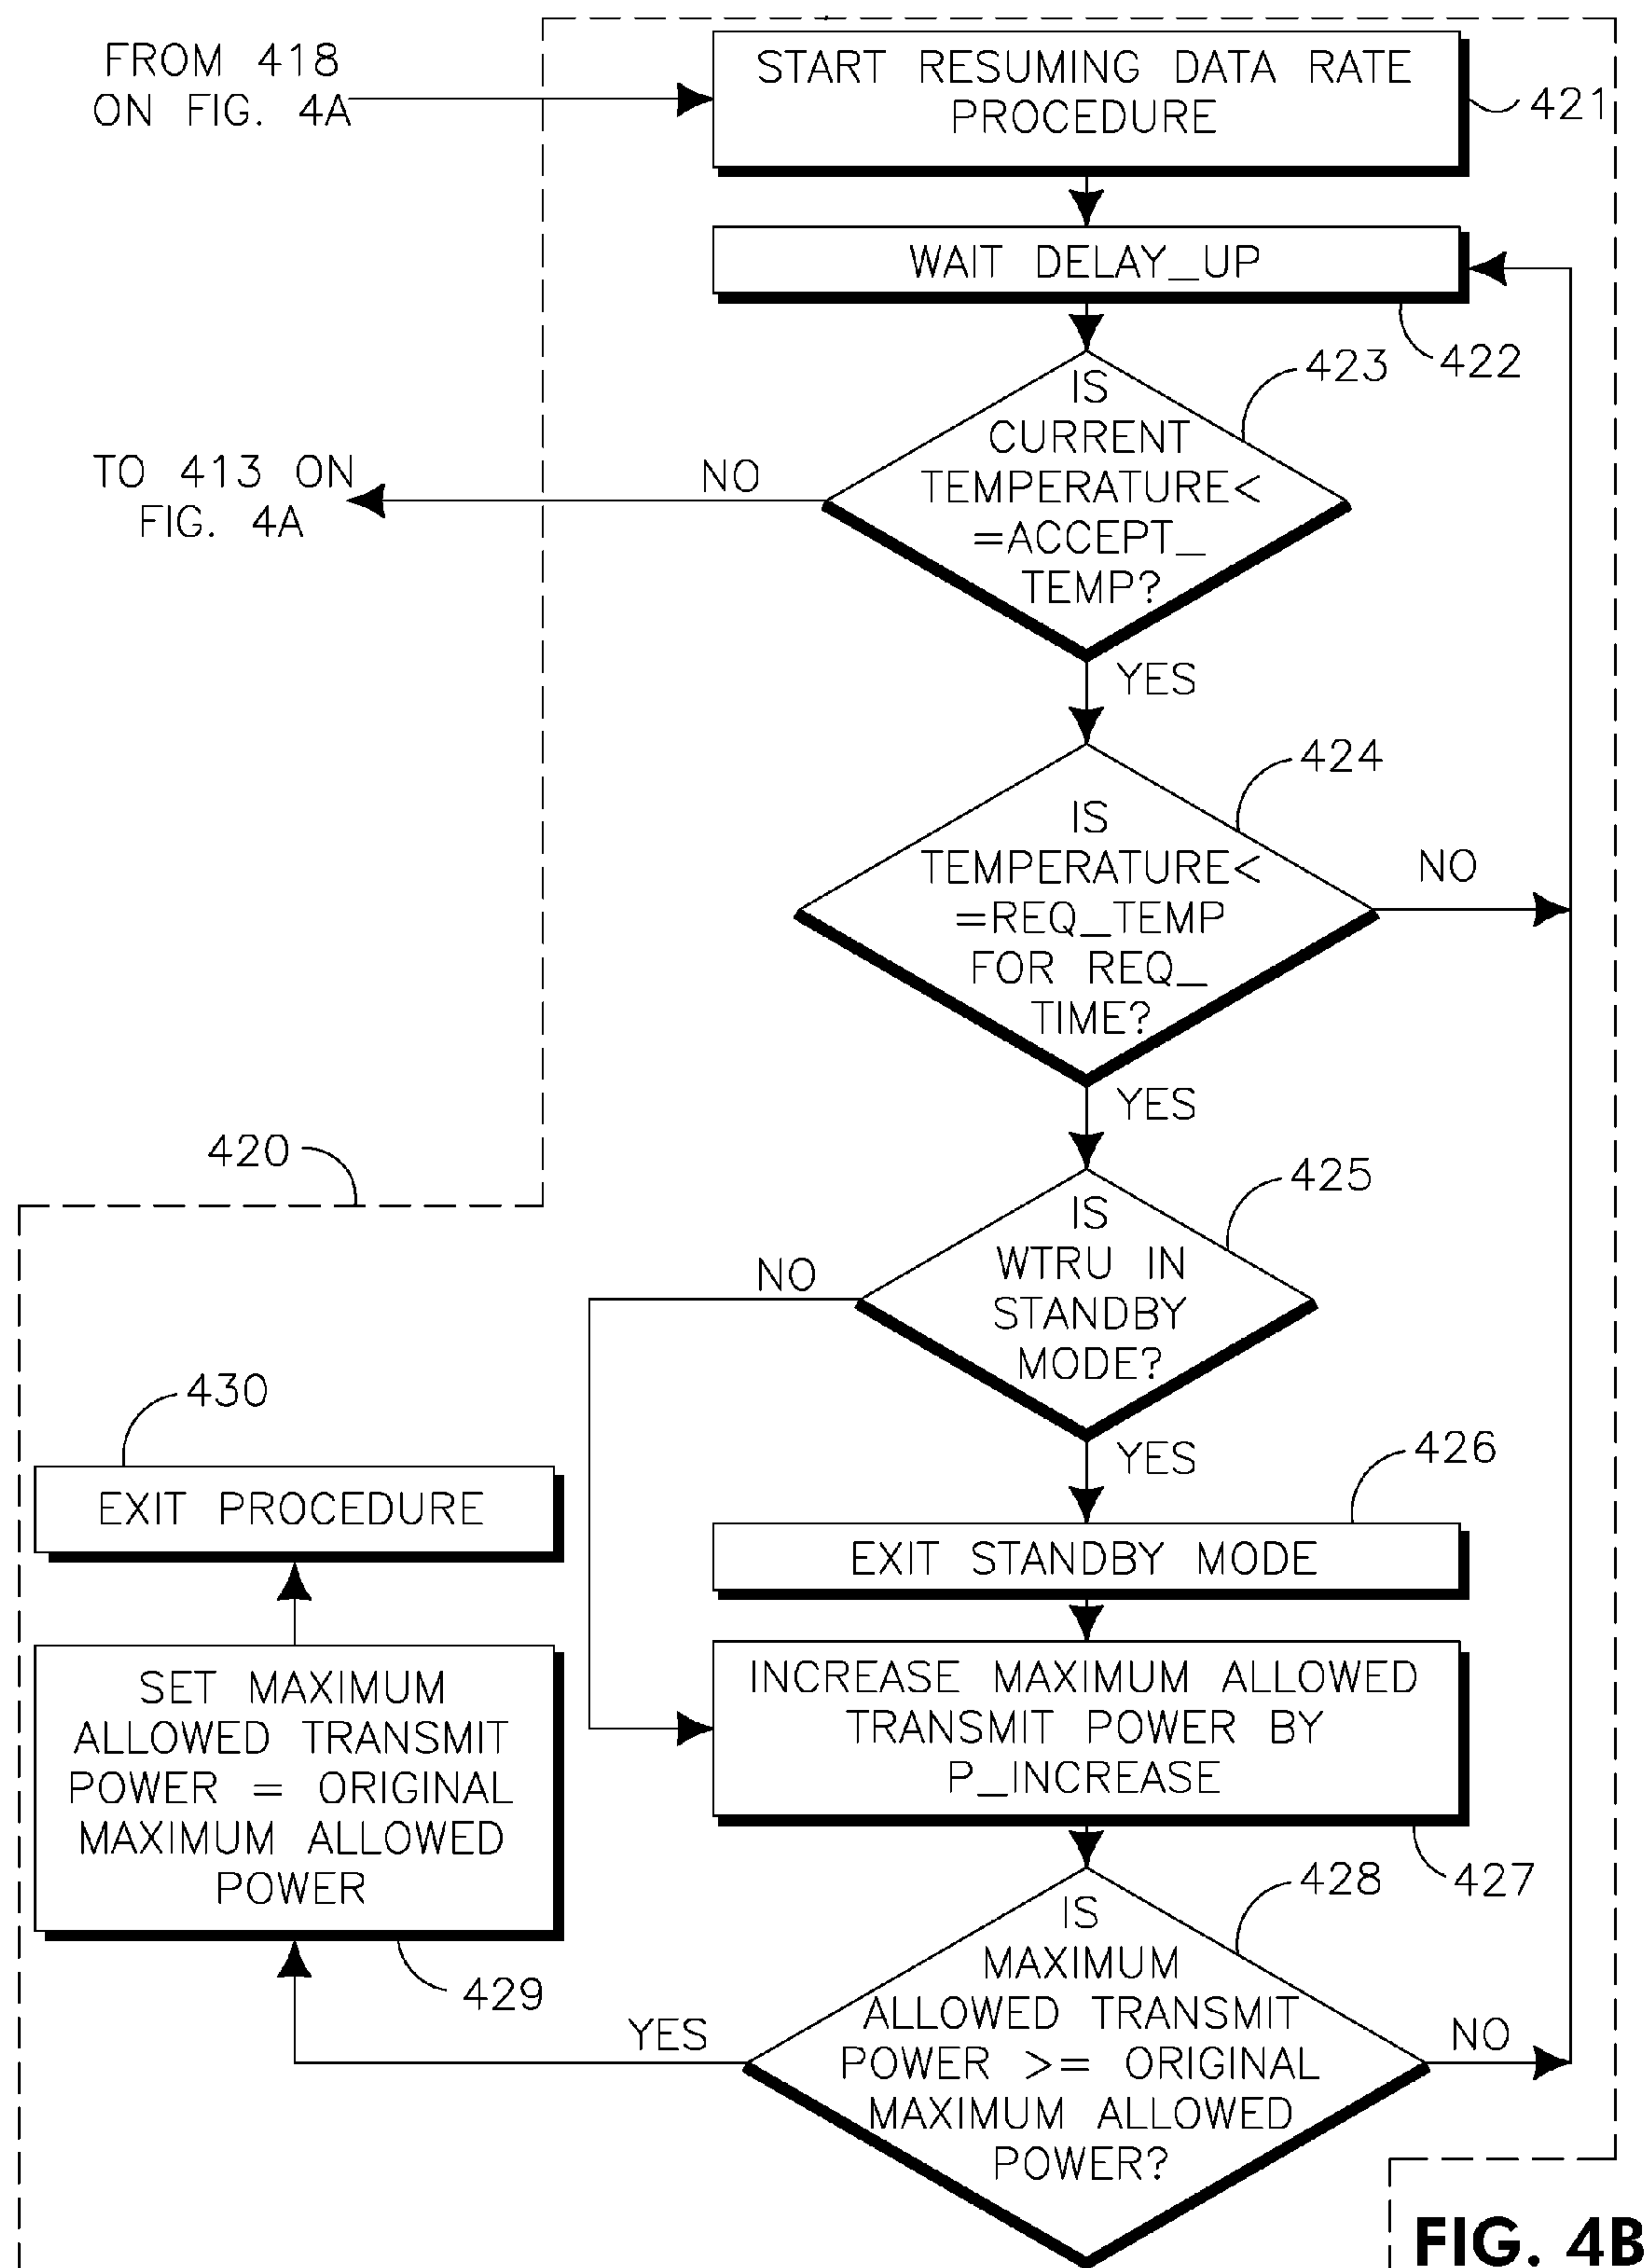 FROM 418
ON FIG. 4A
START RESUMING DATA RATE
PROCEDURE
421
WAIT DELAY_UP
422
IS
CURRENT
TEMPERATURE<
=ACCEPT_
TEMP?
423
NO
TO 413 ON
FIG. 4A
YES
IS
TEMPERATURE<
=REQ_TEMP
FOR REQ_
TIME?
424
NO
YES
420
IS
WTRU IN
STANDBY
MODE?
425
NO
YES
426
EXIT STANDBY MODE
INCREASE MAXIMUM ALLOWED
TRANSMIT POWER BY
P_INCREASE
427
IS
MAXIMUM
ALLOWED TRANSMIT
POWER >= ORIGINAL
MAXIMUM ALLOWED
POWER?
428
NO
YES
SET MAXIMUM
ALLOWED TRANSMIT
POWER = ORIGINAL
MAXIMUM ALLOWED
POWER
429
430
EXIT PROCEDURE
FIG. 4B